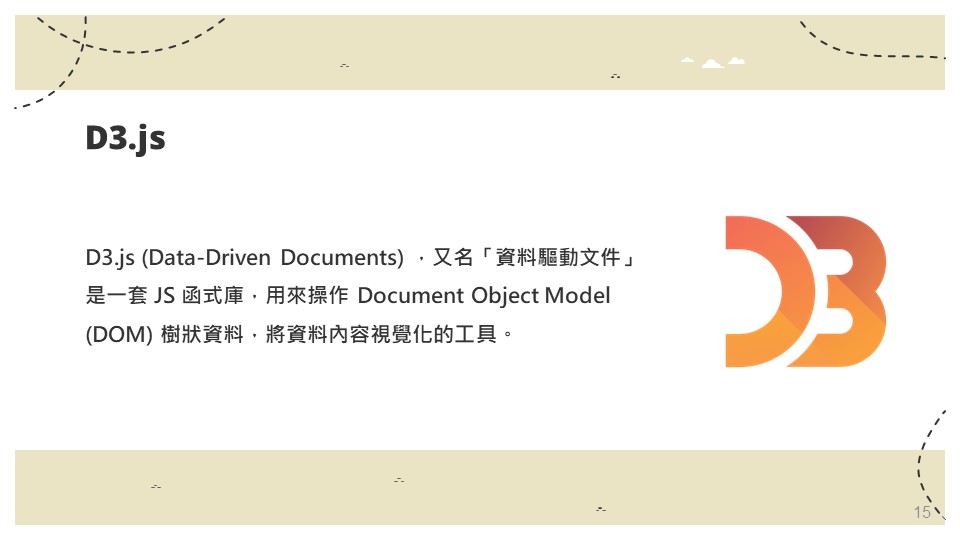 D3.js
D3.js (Data-Driven Documents) ，又名「資料驅動文件」
是一套 JS 函式庫，用來操作 Document Object Model
(DOM) 樹狀資料，將資料內容視覺化的工具。
D3
15